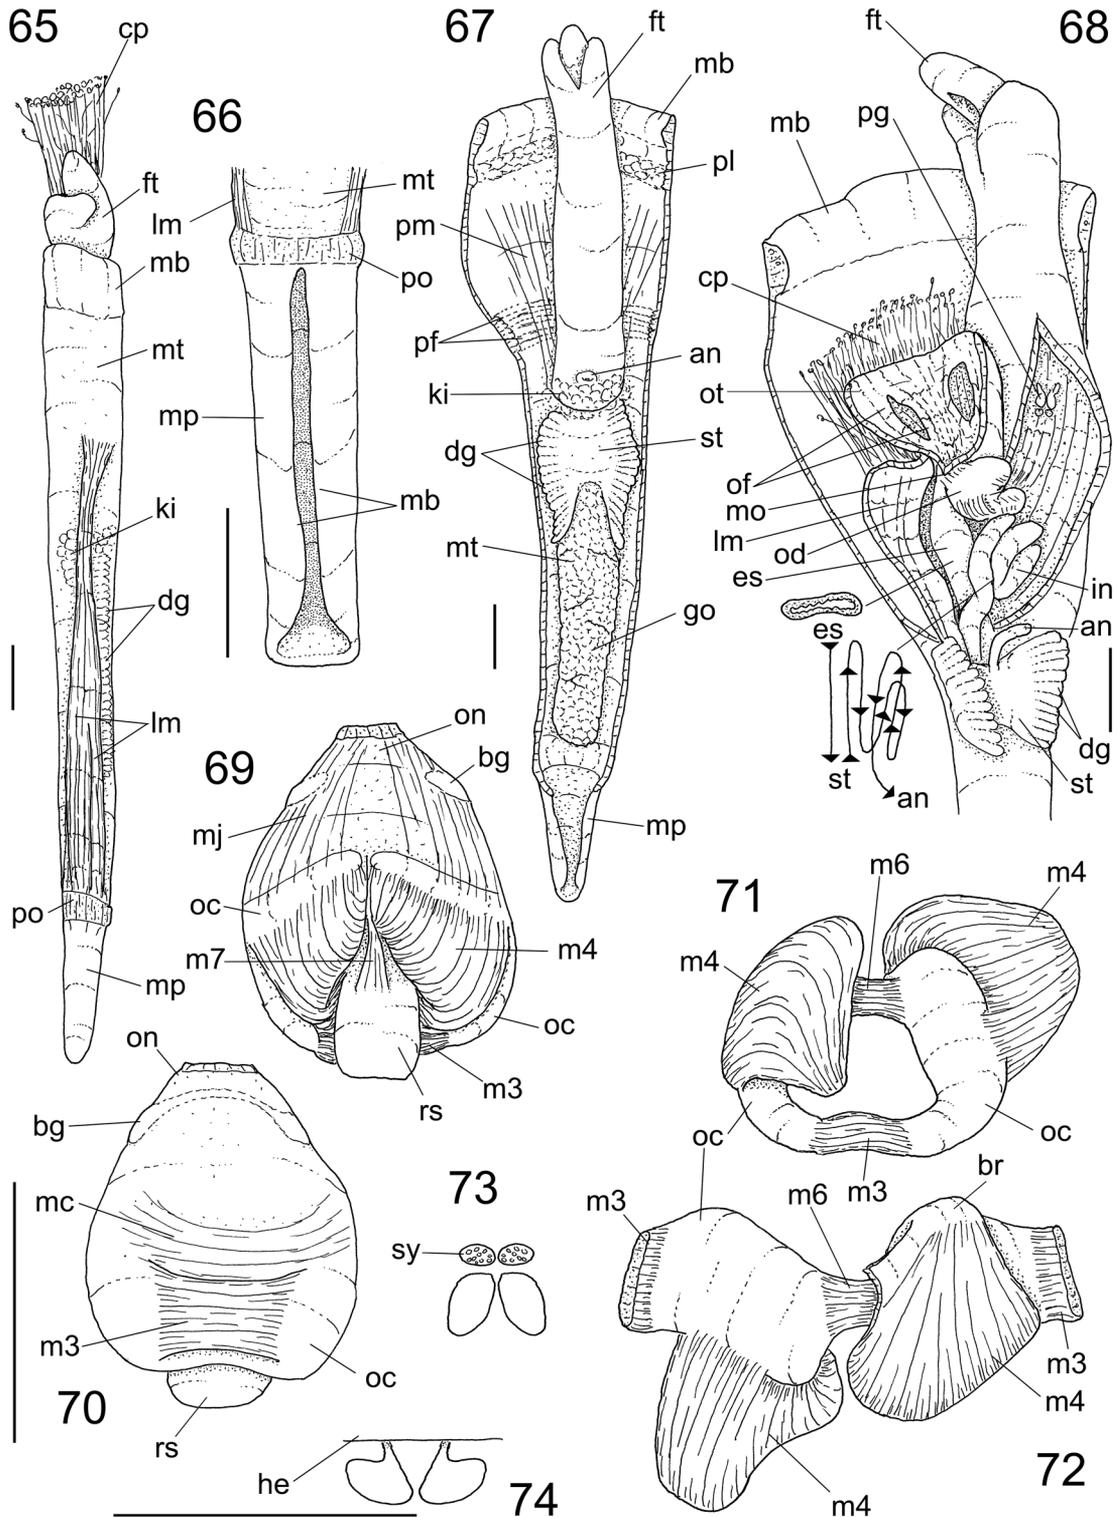 65
cp
ft
mb
mt
ki
dg
lm
po
mp
66
mt
lm
po
mp
mb
67
ft
mb
pl
pm
pf
an
ki
dg
st
mt
go
mp
68
ft
pg
mb
cp
ot
of
mo
lm
od
es
in
es
an
dg
st
st
an
69
on
bg
mj
oc
m7
m4
oc
m3
rs
70
on
bg
mc
m3
oc
rs
71
m6
m4
m4
oc
oc
m3
72
m3
m6
br
m3
m4
m4
73
sy
74
he